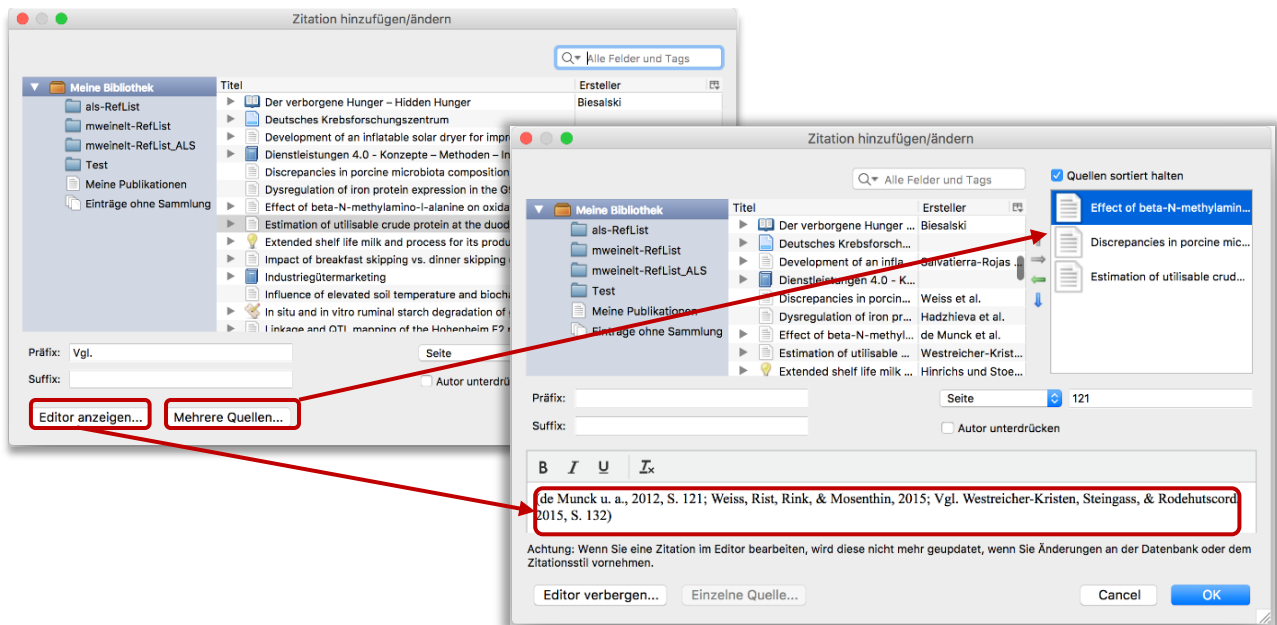 Zitation hinzufügen/ändern
Alle Felder und Tags
Meine Bibliothek
als-RefList
mweinelt-RefList
mweinelt-RefList_ALS
Test
Meine Publikationen
Einträge ohne Sammlung
Titel Ersteller
Der verborgene Hunger – Hidden Hunger Biesalski
Deutsches Krebsforschungszentrum
Development of an inflatable solar dryer for impr
Dienstleistungen 4.0 - Konzepte – Methoden – In
Discrepancies in porcine microbiota composition
Dysregulation of iron protein expression in the G
Effect of beta-N-methylamino-l-alanine on oxida
Estimation of utilisable crude protein at the duod
Extended shelf life milk and process for its produ
Impact of breakfast skipping vs. dinner skipping
Industriegütermarketing
Influence of elevated soil temperature and biocha
In situ and in vitro ruminal starch degradation of
Linkage and QTL mapping of the Hohenheim F2
Präfix: Vgl.
Seite
Suffix:
Autor unterdrü
Editor anzeigen... Mehrere Quellen...
Zitation hinzufügen/ändern
Alle Felder und Tags
Quellen sortiert halten
Meine Bibliothek
als-RefList
mweinelt-RefList
mweinelt-RefList_ALS
Test
Meine Publikationen
Einträge ohne Sammlung
Titel Ersteller
Der verborgene Hunger ... Biesalski
Deutsches Krebsforsch...
Development of an infla... Salvatierra-Rojas ...
Dienstleistungen 4.0 - K...
Discrepancies in porcin... Weiss et al.
Dysregulation of iron pr... Hadzhieva et al.
Effect of beta-N-methyl... de Munck et al.
Estimation of utilisable ... Westreicher-Krist...
Extended shelf life milk ... Hinrichs und Stoe...
Effect of beta-N-methylamin...
Discrepancies in porcine mic...
Estimation of utilisable crud...
Präfix:
Seite 121
Suffix:
Autor unterdrücken
B I U Tx
(de Munck u. a., 2012, S. 121; Weiss, Rist, Rink, & Mosenthin, 2015; Vgl. Westreicher-Kristen, Steingass, & Rodehutscord,
2015, S. 132)
Achtung: Wenn Sie eine Zitation im Editor bearbeiten, wird diese nicht mehr geupdatet, wenn Sie Änderungen an der Datenbank oder dem
Zitationsstil vornehmen.
Editor verbergen... Einzelne Quelle... Cancel OK